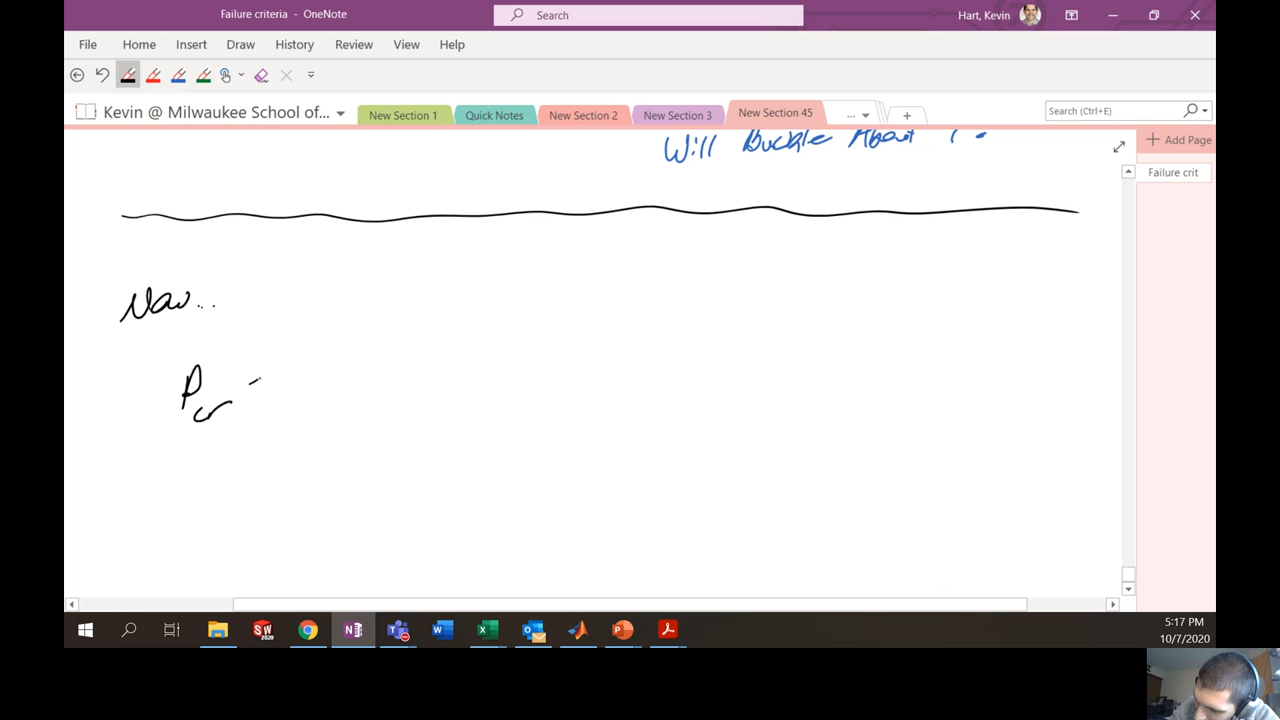 Failure criteria - OneNote
Search
Hart, Kevin
File Home Insert Draw History Review View Help
Kevin @ Milwaukee School of...
New Section 1
Quick Notes
New Section 2
New Section 3
New Section 45
...
Search (Ctrl+E)
Add Page
Failure crit
Will Buckle About
Now...
Pcr
SW
2020
5:17 PM
10/7/2020